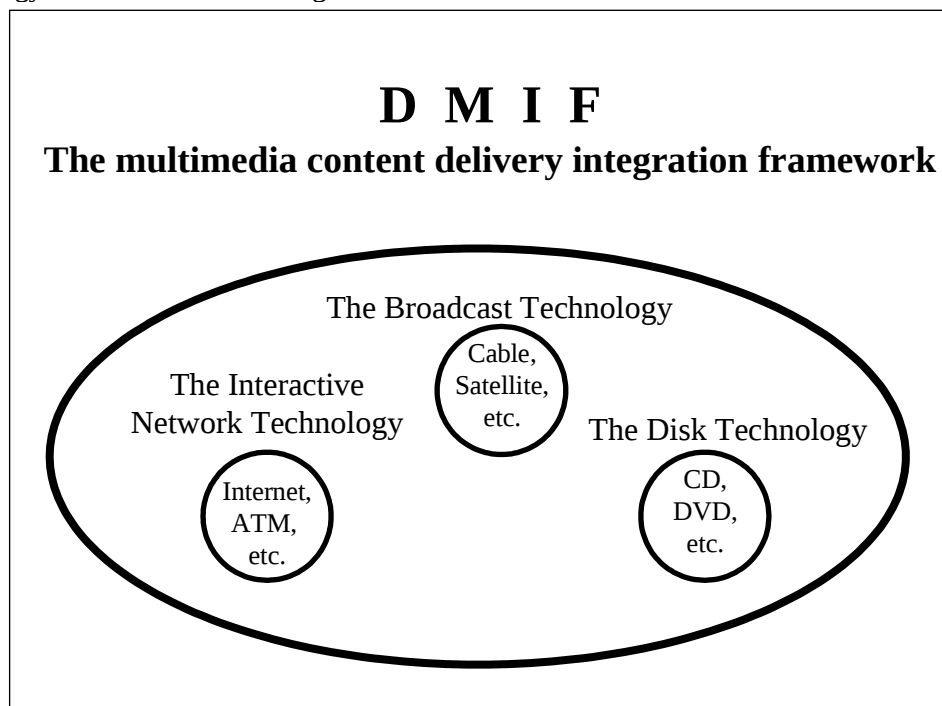 D M I F
The multimedia content delivery integration framework
The Broadcast Technology
Cable,
Satellite,
etc.
The Interactive
Network Technology
Internet,
ATM,
etc.
The Disk Technology
CD,
DVD,
etc.